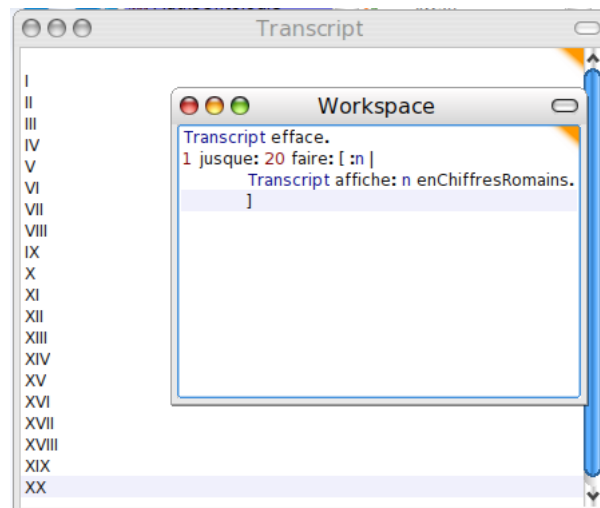 Transcript
I
II
III
IV
V
VI
VII
VIII
IX
X
XI
XII
XIII
XIV
XV
XVI
XVII
XVIII
XIX
XX
Workspace
Transcript efface.
1 jusque: 20 faire: [ :n |
Transcript affiche: n enChiffresRomains.
]